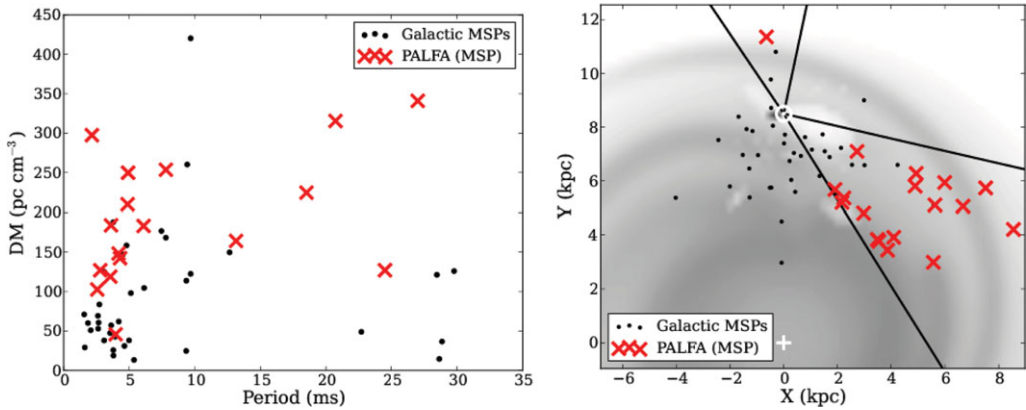 450
400
350
300
250
200
150
100
50
0
DM (pc cm⁻³)
0 5 10 15 20 25 30 35
Period (ms)
Galactic MSPs
PALFA (MSP)
12
10
8
6
4
2
0
Y (kpc)
−6 −4 −2 0 2 4 6 8
X (kpc)
Galactic MSPs
PALFA (MSP)